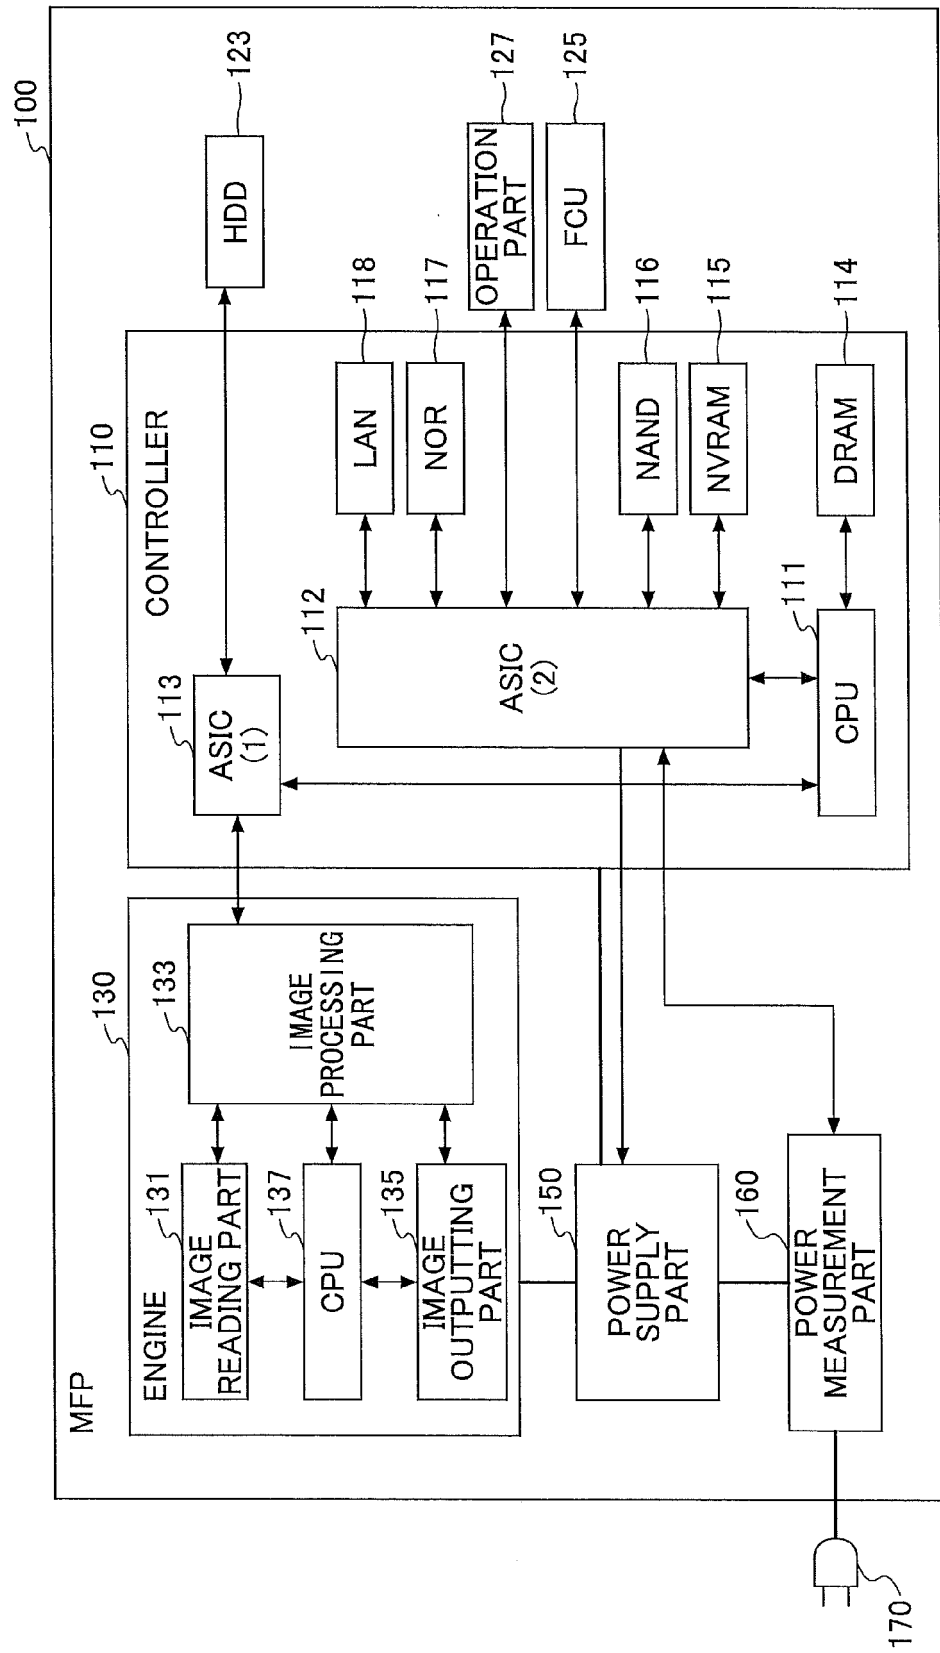 100
MFP
130
ENGINE
131
IMAGE
READING PART
137
CPU
135
IMAGE
OUTPUTTING
PART
133
IMAGE
PROCESSING
PART
110
CONTROLLER
113
ASIC
(1)
123
HDD
112
ASIC
(2)
118
LAN
117
NOR
127
OPERATION
PART
125
FCU
116
NAND
115
NVRAM
114
DRAM
111
CPU
150
POWER
SUPPLY
PART
160
POWER
MEASUREMENT
PART
170